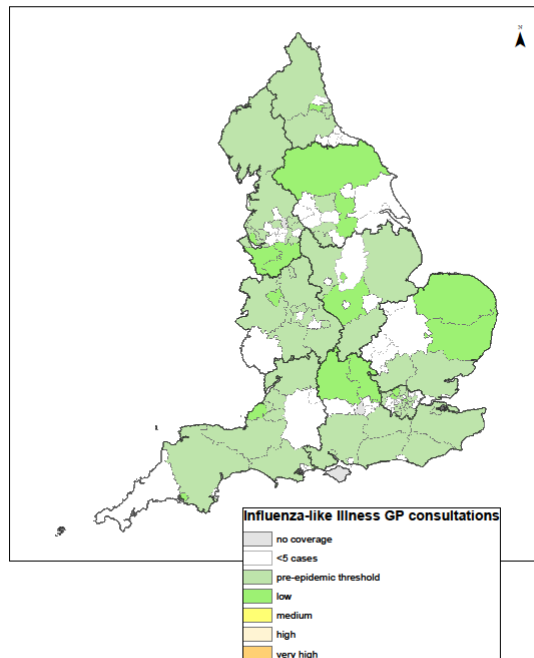 N
Influenza-like Illness GP consultations
no coverage
<5 cases
pre-epidemic threshold
low
medium
high
very high